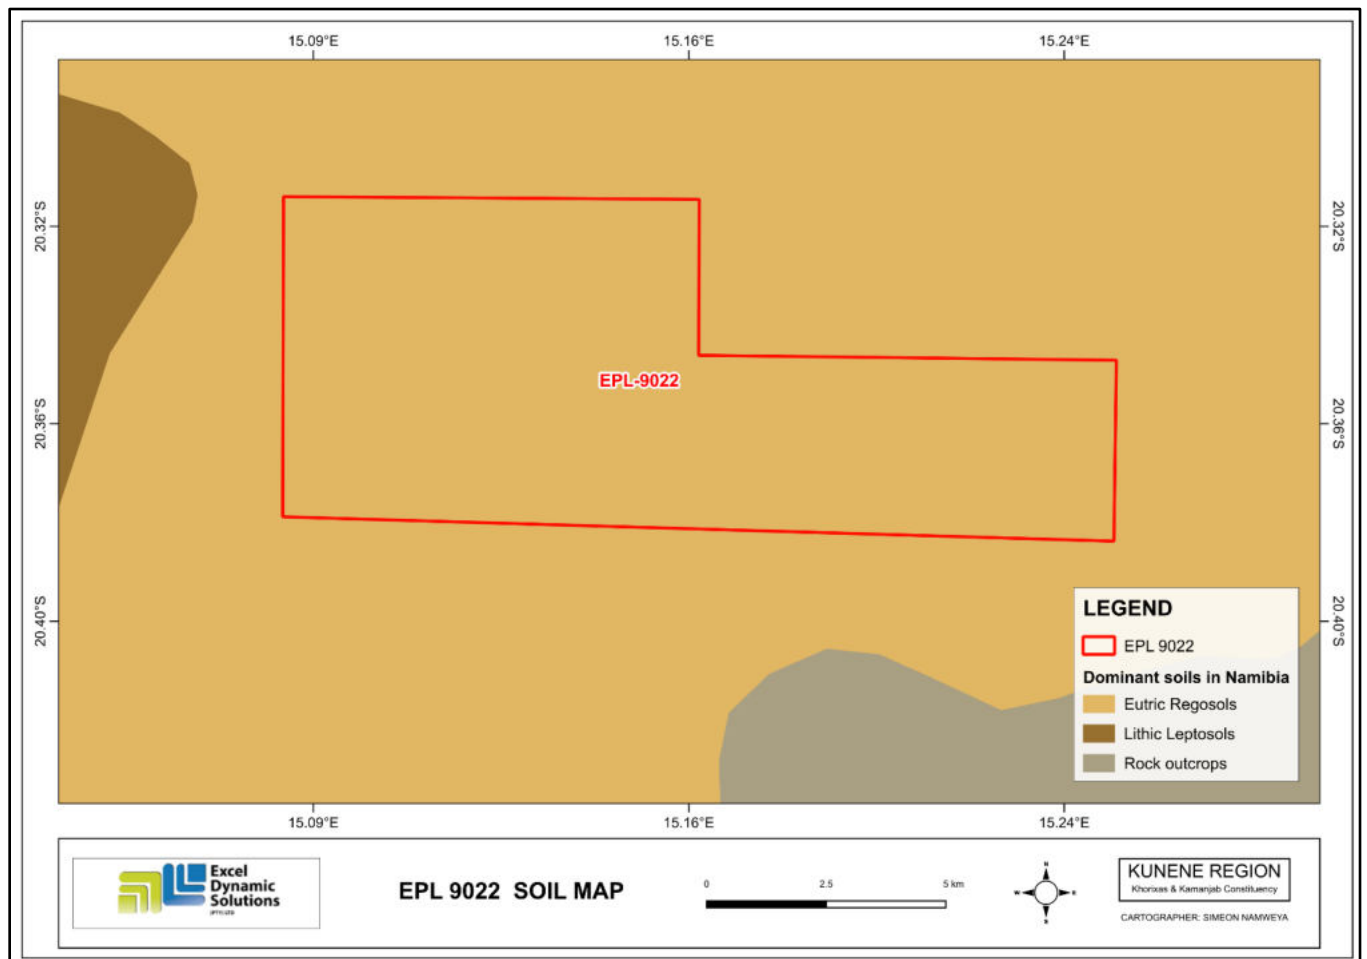 15.09°E
15.16°E
15.24°E
20.32°S
20.32°S
EPL-9022
20.36°S
20.36°S
20.40°S
20.40°S
LEGEND
EPL 9022
Dominant soils in Namibia
Eutric Regosols
Lithic Leptosols
Rock outcrops
15.09°E
15.16°E
15.24°E
Excel
Dynamic
Solutions
(PTY) LTD
EPL 9022 SOIL MAP
0
2.5
5 km
N
W
E
S
KUNENE REGION
Khorixas & Kamanjab Constituency
CARTOGRAPHER: SIMEON NAMWEYA